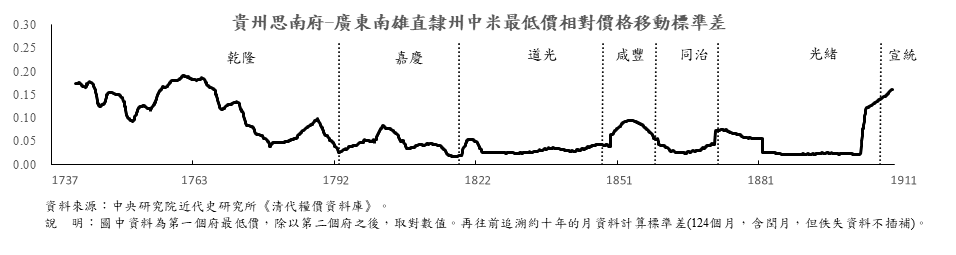 貴州思南府–廣東南雄直隸州中米最低價相對價格移動標準差
0.30
0.25
0.20
0.15
0.10
0.05
0.00
乾隆 嘉慶 道光 咸豐 同治 光緒 宣統
1737 1763 1792 1822 1851 1881 1911
資料來源：中央研究院近代史研究所《清代糧價資料庫》。
說　明：圖中資料為第一個府最低價，除以第二個府之後，取對數值。再往前追溯約十年的月資料計算標準差(124個月，含閏月，但佚失資料不插補)。